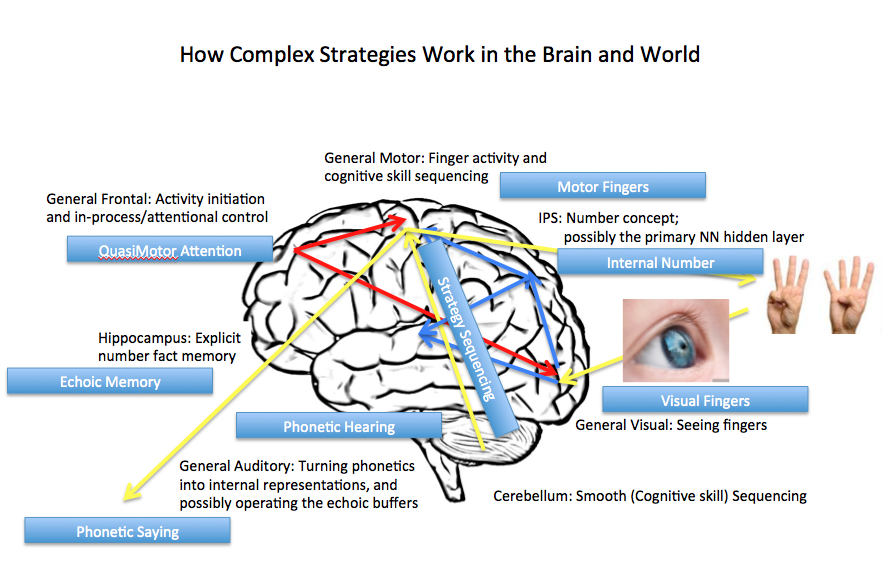 How Complex Strategies Work in the Brain and World
General Motor: Finger activity and
cognitive skill sequencing
Motor Fingers
General Frontal: Activity initiation
and in-process/attentional control
QuasiMotor Attention
IPS: Number concept;
possibly the primary NN hidden layer
Internal Number
Strategy Sequencing
Hippocampus: Explicit
number fact memory
Echoic Memory
Visual Fingers
General Visual: Seeing fingers
Phonetic Hearing
General Auditory: Turning phonetics
into internal representations, and
possibly operating the echoic buffers
Cerebellum: Smooth (Cognitive skill) Sequencing
Phonetic Saying